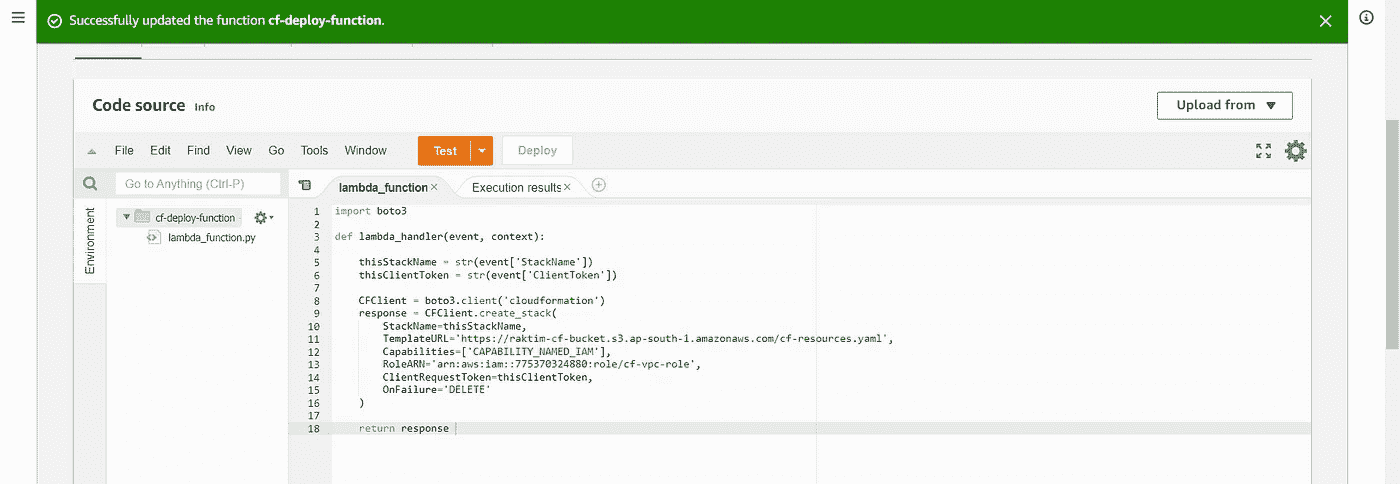 Successfully updated the function cf-deploy-function.
Code source Info
Upload from
File Edit Find View Go Tools Window Test Deploy
Go to Anything (Ctrl-P)
lambda_function Execution results
Environment
cf-deploy-function
lambda_function.py
1 import boto3
2
3 def lambda_handler(event, context):
4
5 thisStackName = str(event['StackName'])
6 thisClientToken = str(event['ClientToken'])
7
8 CFClient = boto3.client('cloudformation')
9 response = CFClient.create_stack(
10 StackName=thisStackName,
11 TemplateURL='https://raktim-cf-bucket.s3.ap-south-1.amazonaws.com/cf-resources.yaml',
12 Capabilities=['CAPABILITY_NAMED_IAM'],
13 RoleARN='arn:aws:iam::775370324880:role/cf-vpc-role',
14 ClientRequestToken=thisClientToken,
15 OnFailure='DELETE'
16 )
17
18 return response